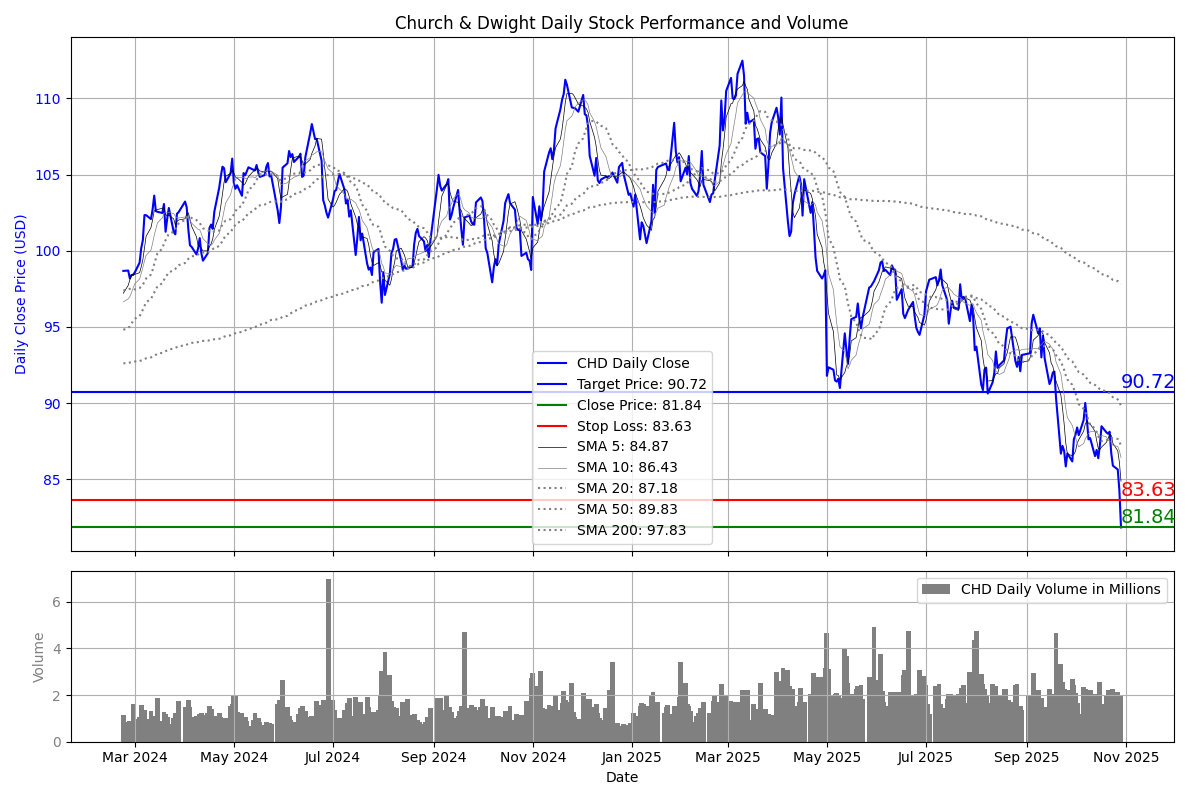 Church & Dwight Daily Stock Performance and Volume
Daily Close Price (USD)
110
105
100
95
90
85
CHD Daily Close
Target Price: 90.72
Close Price: 81.84
Stop Loss: 83.63
SMA 5: 84.87
SMA 10: 86.43
SMA 20: 87.18
SMA 50: 89.83
SMA 200: 97.83
90.72
83.63
81.84
Volume
6
4
2
0
CHD Daily Volume in Millions
Mar 2024
May 2024
Jul 2024
Sep 2024
Nov 2024
Jan 2025
Mar 2025
May 2025
Jul 2025
Sep 2025
Nov 2025
Date